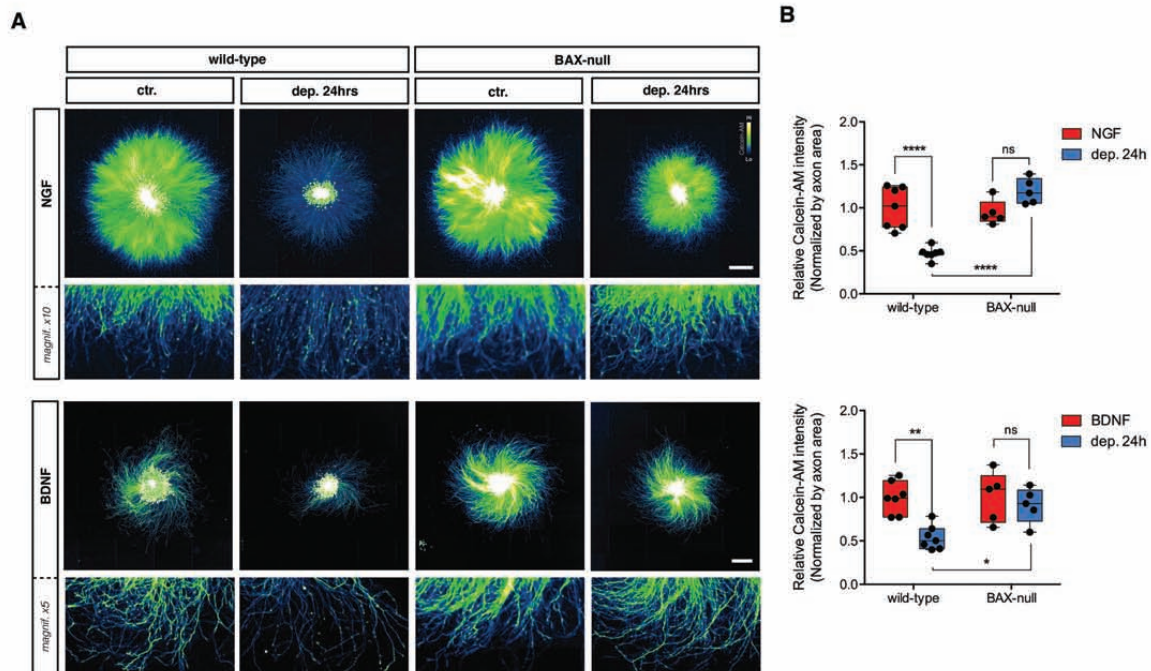 A
wild-type
BAX-null
ctr.
dep. 24hrs
ctr.
dep. 24hrs
NGF
Hi
Calcein-AM
Lo
magnif. x10
BDNF
magnif. x5
B
Relative Calcein-AM intensity
(Normalized by axon area)
2.0
1.5
1.0
0.5
0.0
****
ns
****
NGF
dep. 24h
wild-type
BAX-null
Relative Calcein-AM intensity
(Normalized by axon area)
2.0
1.5
1.0
0.5
0.0
**
ns
*
BDNF
dep. 24h
wild-type
BAX-null